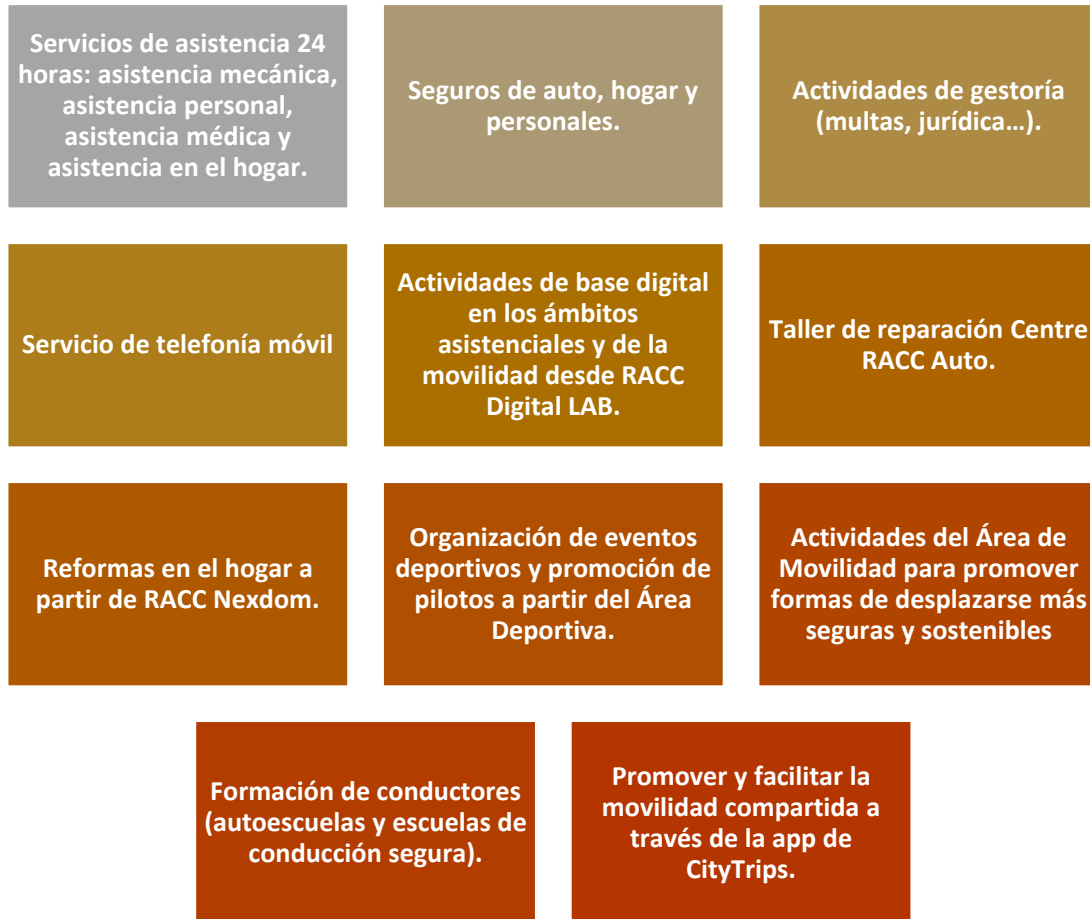 Servicios de asistencia 24
horas: asistencia mecánica,
asistencia personal,
asistencia médica y
asistencia en el hogar.
Seguros de auto, hogar y
personales.
Actividades de gestoría
(multas, jurídica...).
Servicio de telefonía móvil
Actividades de base digital
en los ámbitos
asistenciales y de la
movilidad desde RACC
Digital LAB.
Taller de reparación Centre
RACC Auto.
Reformas en el hogar a
partir de RACC Nexdom.
Organización de eventos
deportivos y promoción de
pilotos a partir del Área
Deportiva.
Actividades del Área de
Movilidad para promover
formas de desplazarse más
seguras y sostenibles
Formación de conductores
(autoescuelas y escuelas de
conducción segura).
Promover y facilitar la
movilidad compartida a
través de la app de
CityTrips.